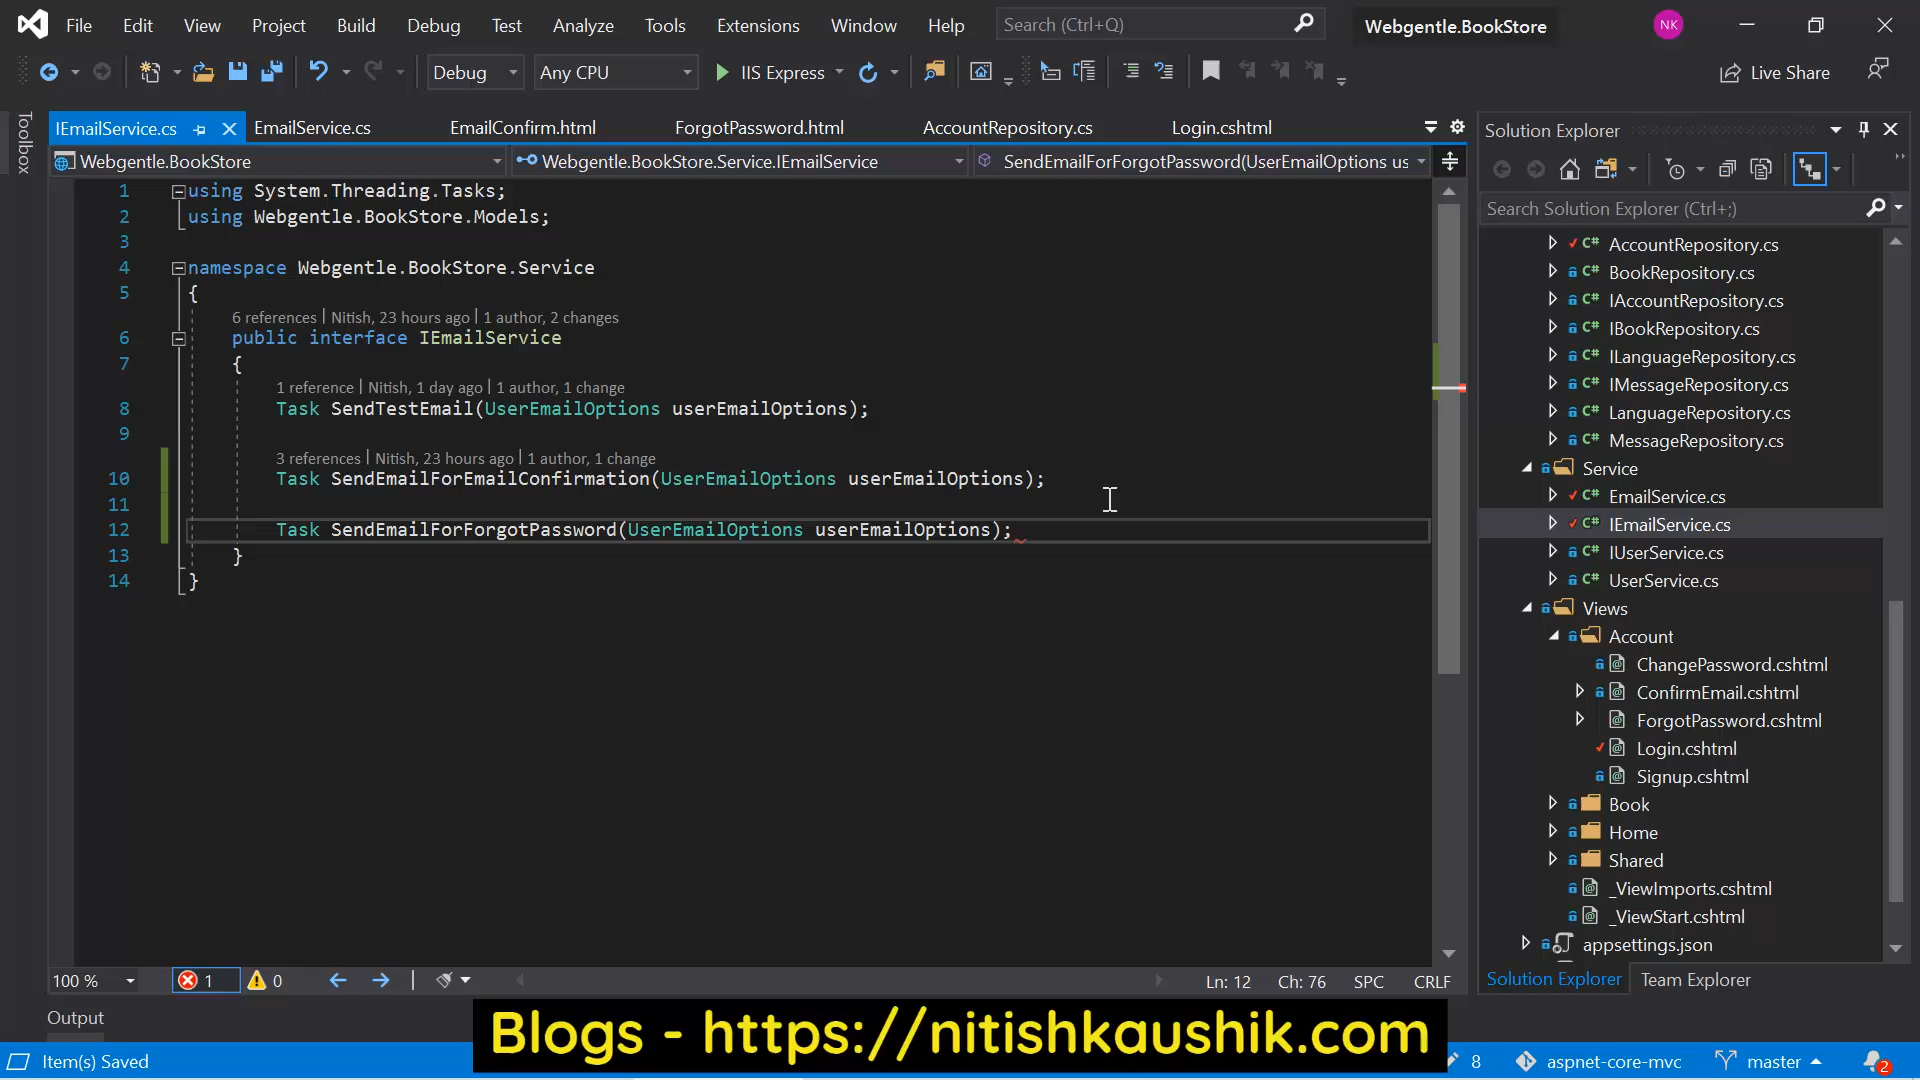 File Edit View Project Build Debug Test Analyze Tools Extensions Window Help Search (Ctrl+Q) Webgentle.BookStore NK
Debug Any CPU IIS Express Live Share
Toolbox
IEmailService.cs EmailService.cs EmailConfirm.html ForgotPassword.html AccountRepository.cs Login.cshtml
Webgentle.BookStore Webgentle.BookStore.Service.IEmailService SendEmailForForgotPassword(UserEmailOptions us
1 using System.Threading.Tasks;
2 using Webgentle.BookStore.Models;
3
4 namespace Webgentle.BookStore.Service
5 {
6 references | Nitish, 23 hours ago | 1 author, 2 changes
6 public interface IEmailService
7 {
1 reference | Nitish, 1 day ago | 1 author, 1 change
8 Task SendTestEmail(UserEmailOptions userEmailOptions);
9
3 references | Nitish, 23 hours ago | 1 author, 1 change
10 Task SendEmailForEmailConfirmation(UserEmailOptions userEmailOptions);
11
12 Task SendEmailForForgotPassword(UserEmailOptions userEmailOptions);
13 }
14 }
100 % 1 0 Ln: 12 Ch: 76 SPC CRLF
Solution Explorer
Search Solution Explorer (Ctrl+;)
C# AccountRepository.cs
C# BookRepository.cs
C# IAccountRepository.cs
C# IBookRepository.cs
C# ILanguageRepository.cs
C# IMessageRepository.cs
C# LanguageRepository.cs
C# MessageRepository.cs
Service
C# EmailService.cs
C# IEmailService.cs
C# IUserService.cs
C# UserService.cs
Views
Account
ChangePassword.cshtml
ConfirmEmail.cshtml
ForgotPassword.cshtml
Login.cshtml
Signup.cshtml
Book
Home
Shared
_ViewImports.cshtml
_ViewStart.cshtml
appsettings.json
Solution Explorer Team Explorer
Output
Blogs - https://nitishkaushik.com
Item(s) Saved 8 aspnet-core-mvc master 2